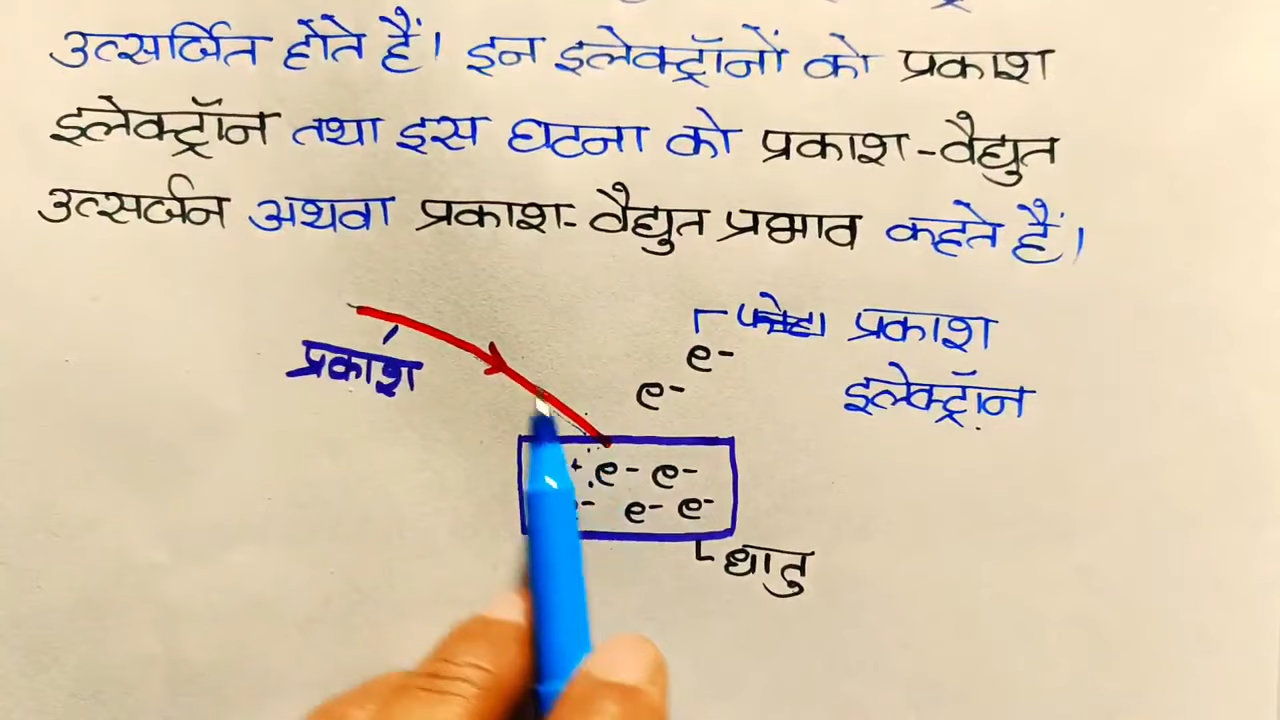 उत्सर्जित होते हैं। इन इलेक्ट्रॉनों को प्रकाश
इलेक्ट्रॉन तथा इस घटना को प्रकाश-वैद्युत
उत्सर्जन अथवा प्रकाश-वैद्युत प्रभाव कहते हैं।
प्रकाश
प्रकाश
इलेक्ट्रॉन
e-
e-
e- e-
e- e-
धातु